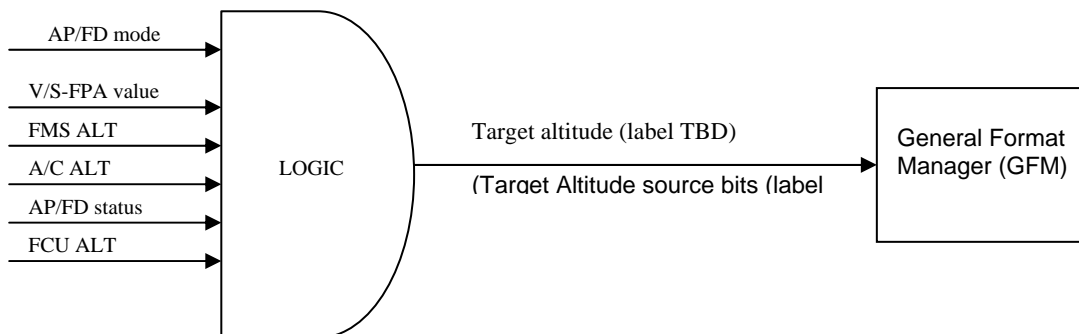 AP/FD mode
V/S-FPA value
FMS ALT
A/C ALT
AP/FD status
FCU ALT
LOGIC
Target altitude (label TBD)
(Target Altitude source bits (label
General Format
Manager (GFM)